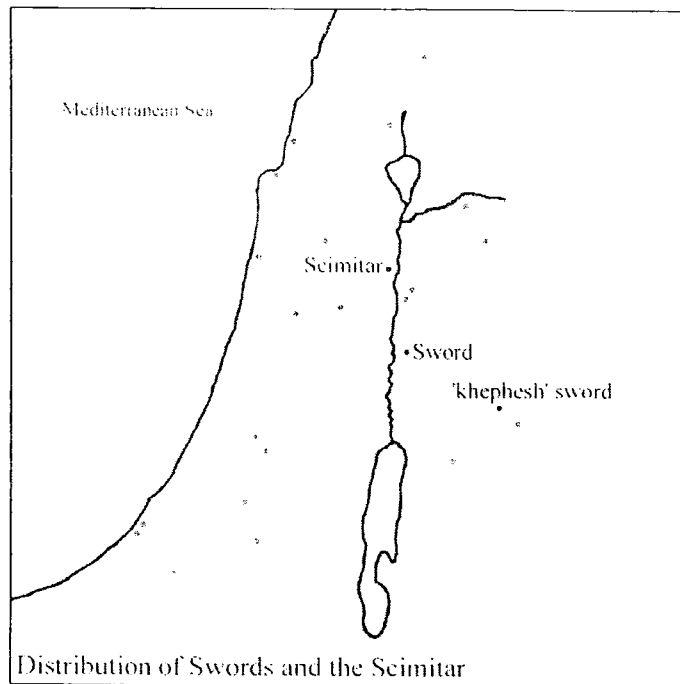 Mediterranean Sea
Scimitar
Sword
'khephesh' sword
Distribution of Swords and the Scimitar